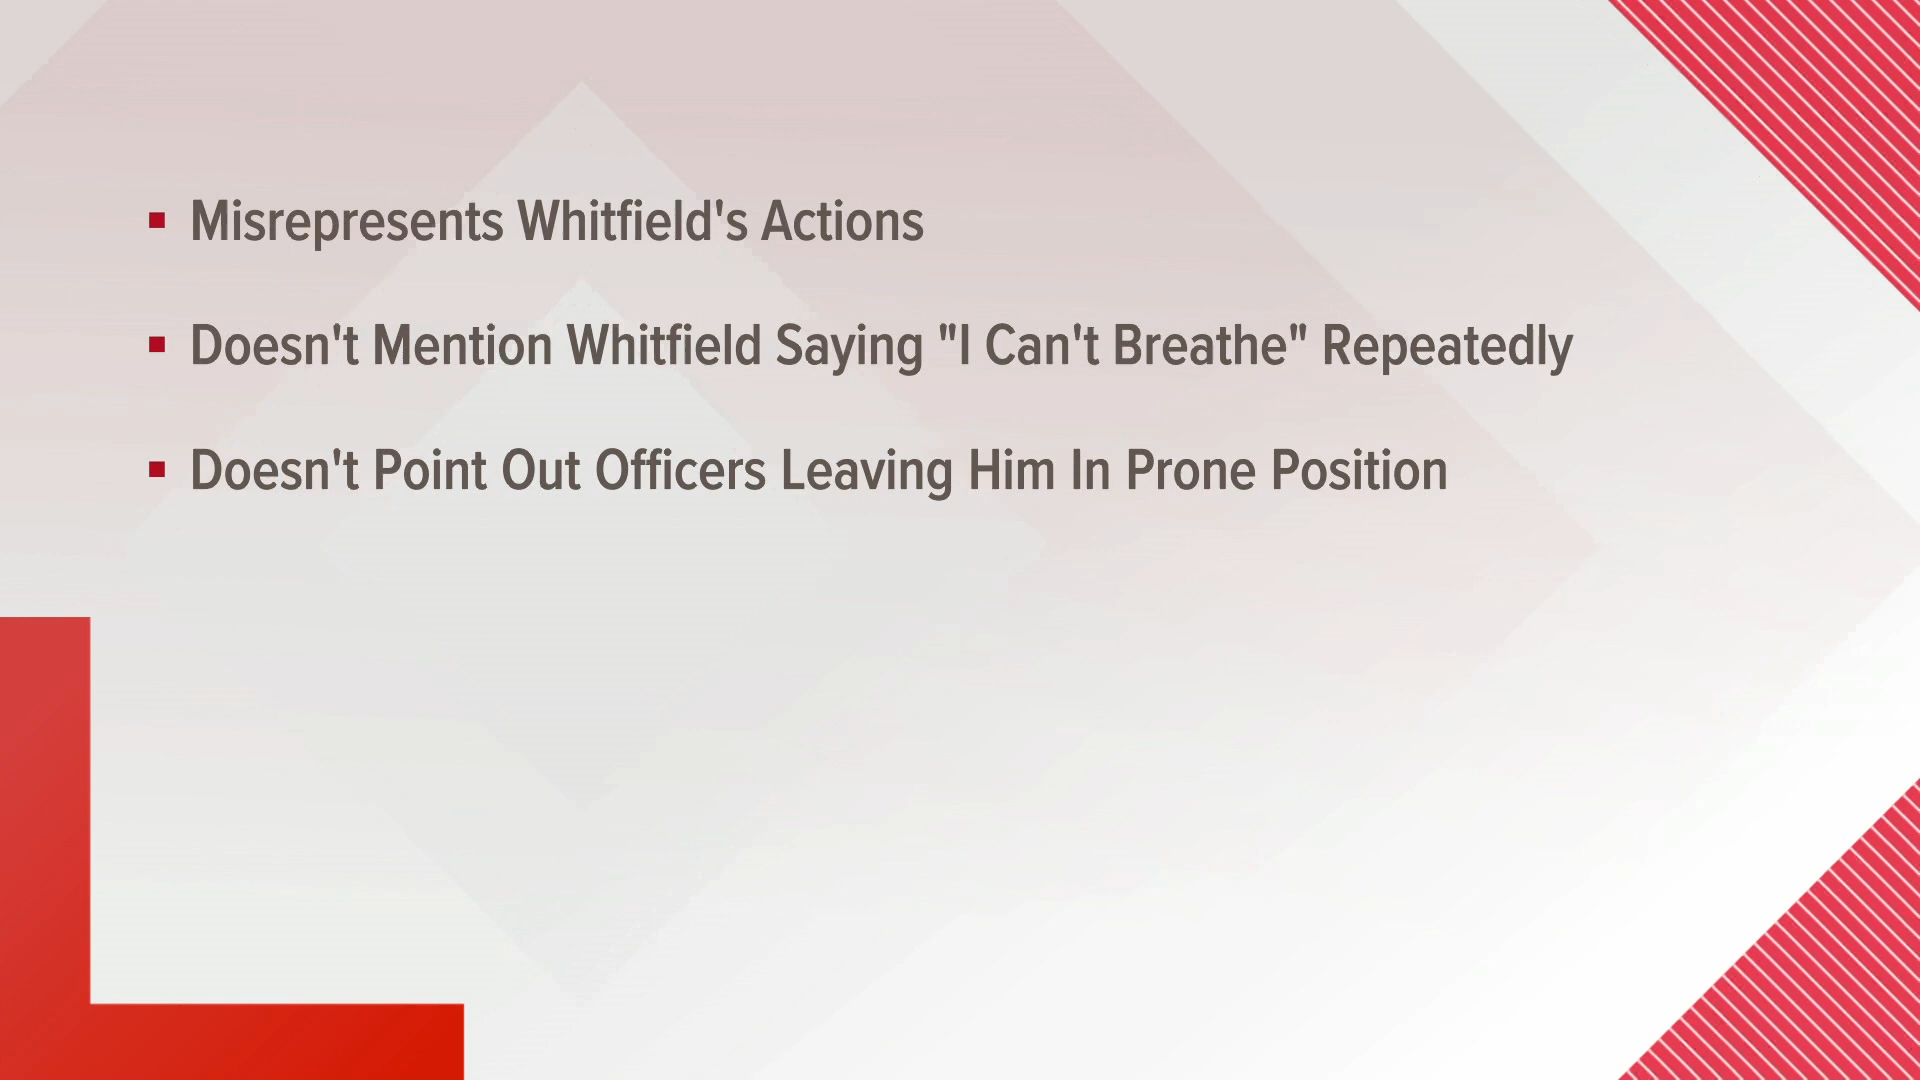 Misrepresents Whitfield's Actions
Doesn't Mention Whitfield Saying "I Can't Breathe" Repeatedly
Doesn't Point Out Officers Leaving Him In Prone Position